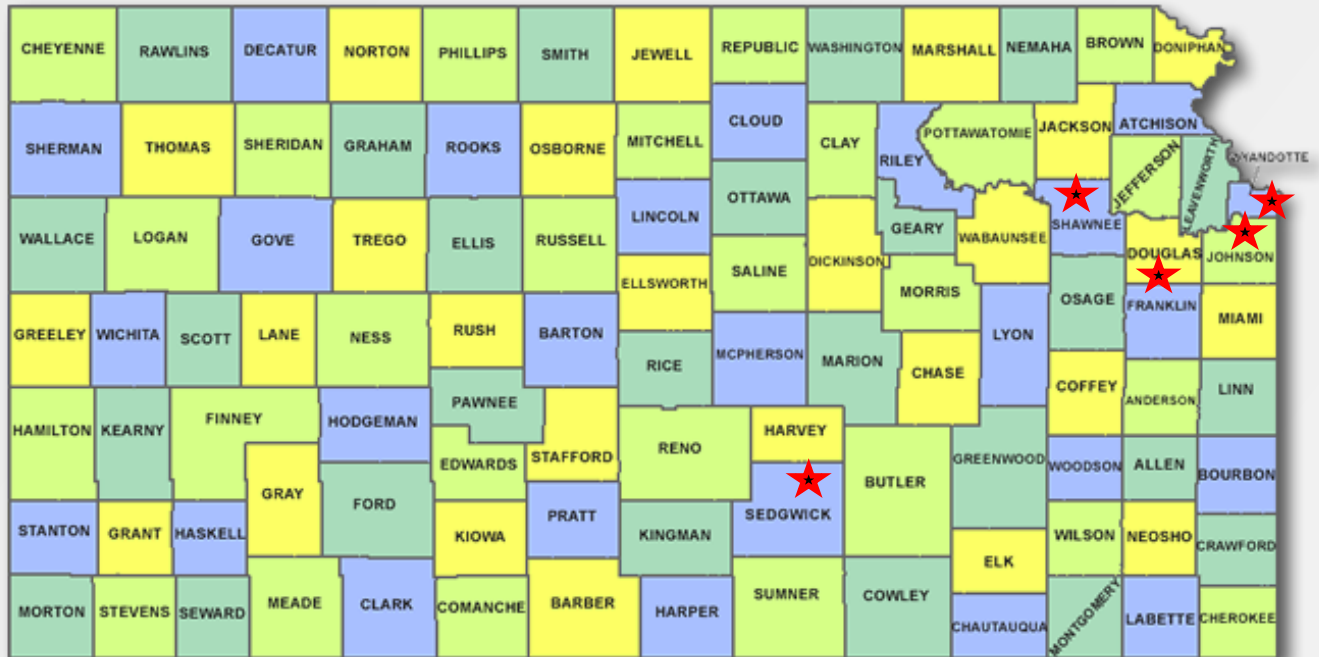 CHEYENNE
RAWLINS
DECATUR
NORTON
PHILLIPS
SMITH
JEWELL
REPUBLIC
WASHINGTON
MARSHALL
NEMAHA
BROWN
DONIPHAN
SHERMAN
THOMAS
SHERIDAN
GRAHAM
ROOKS
OSBORNE
MITCHELL
CLOUD
CLAY
RILEY
POTTAWATOMIE
JACKSON
ATCHISON
JEFFERSON
LEAVENWORTH
WYANDOTTE
OTTAWA
LINCOLN
WALLACE
LOGAN
GOVE
TREGO
ELLIS
RUSSELL
GEARY
WABAUNSEE
SHAWNEE
DOUGLAS
JOHNSON
ELLSWORTH
SALINE
DICKINSON
MORRIS
OSAGE
FRANKLIN
MIAMI
GREELEY
WICHITA
SCOTT
LANE
NESS
RUSH
BARTON
RICE
MCPHERSON
MARION
CHASE
LYON
COFFEY
ANDERSON
LINN
HAMILTON
KEARNY
FINNEY
HODGEMAN
PAWNEE
STAFFORD
RENO
HARVEY
EDWARDS
GRAY
FORD
BUTLER
GREENWOOD
WOODSON
ALLEN
BOURBON
STANTON
GRANT
HASKELL
KIOWA
PRATT
KINGMAN
SEDGWICK
ELK
WILSON
NEOSHO
CRAWFORD
MORTON
STEVENS
SEWARD
MEADE
CLARK
COMANCHE
BARBER
HARPER
SUMNER
COWLEY
CHAUTAUQUA
MONTGOMERY
LABETTE
CHEROKEE